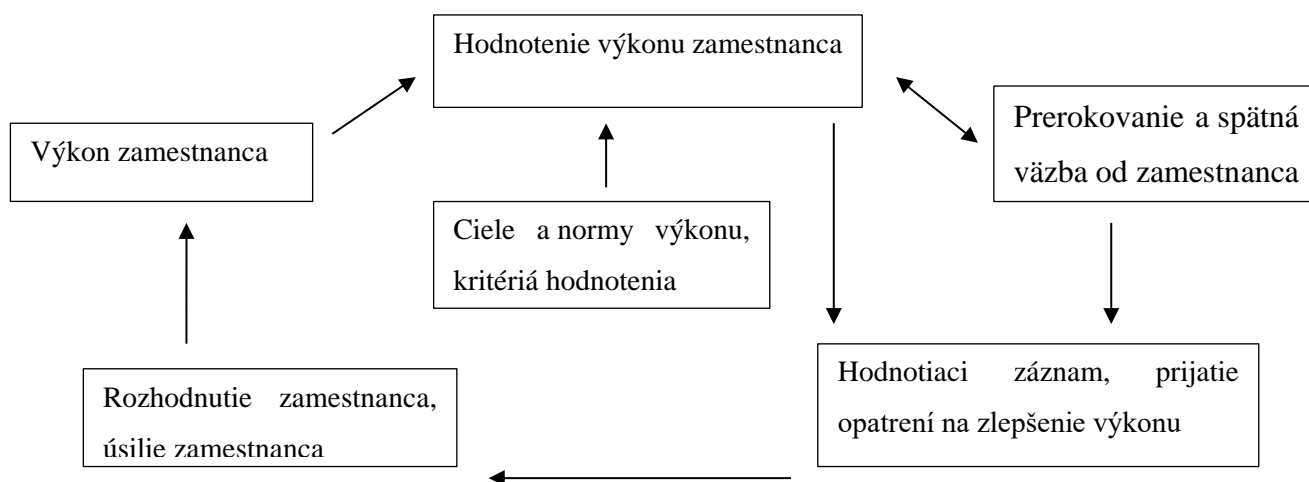 Hodnotenie výkonu zamestnanca
Výkon zamestnanca
Prerokovanie a spätná
väzba od zamestnanca
Ciele a normy výkonu,
kritériá hodnotenia
Rozhodnutie zamestnanca,
úsilie zamestnanca
Hodnotiaci záznam, prijatie
opatrení na zlepšenie výkonu